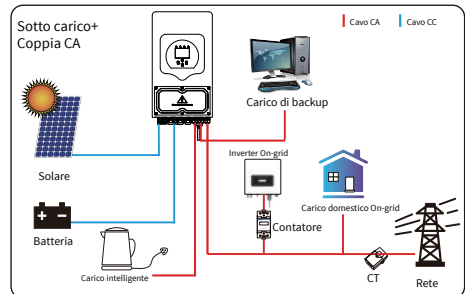 Sotto carico+
Coppia CA
Cavo CA
Cavo CC
Carico di backup
Solare
Inverter On-grid
Carico domestico On-grid
Batteria
Contatore
Carico intelligente
CT
Rete